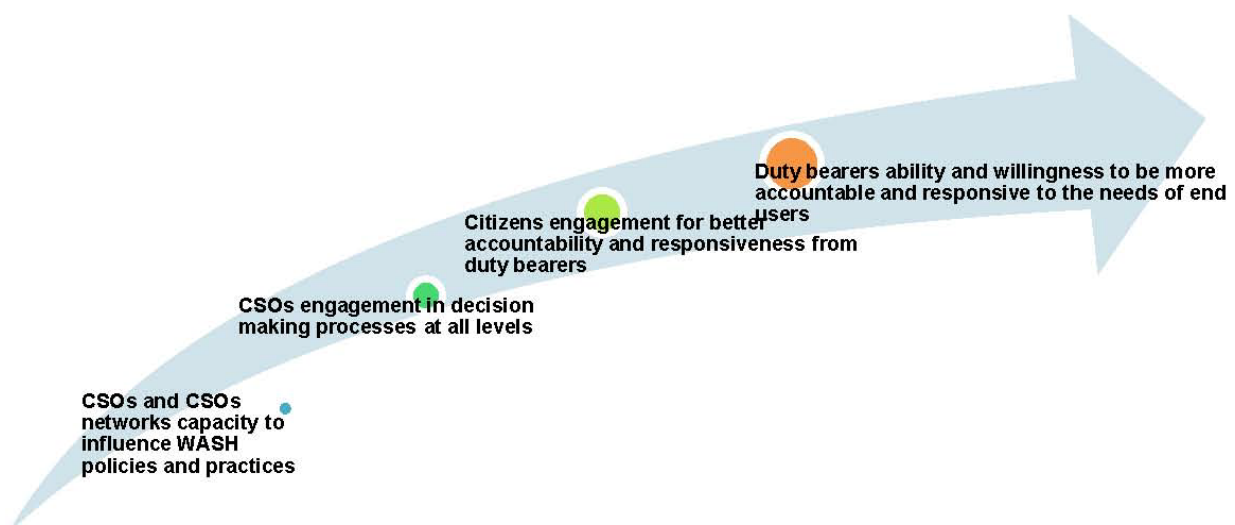 Duty bearers ability and willingness to be more
accountable and responsive to the needs of end
users
Citizens engagement for better
accountability and responsiveness from
duty bearers
CSOs engagement in decision
making processes at all levels
CSOs and CSOs
networks capacity to
influence WASH
policies and practices